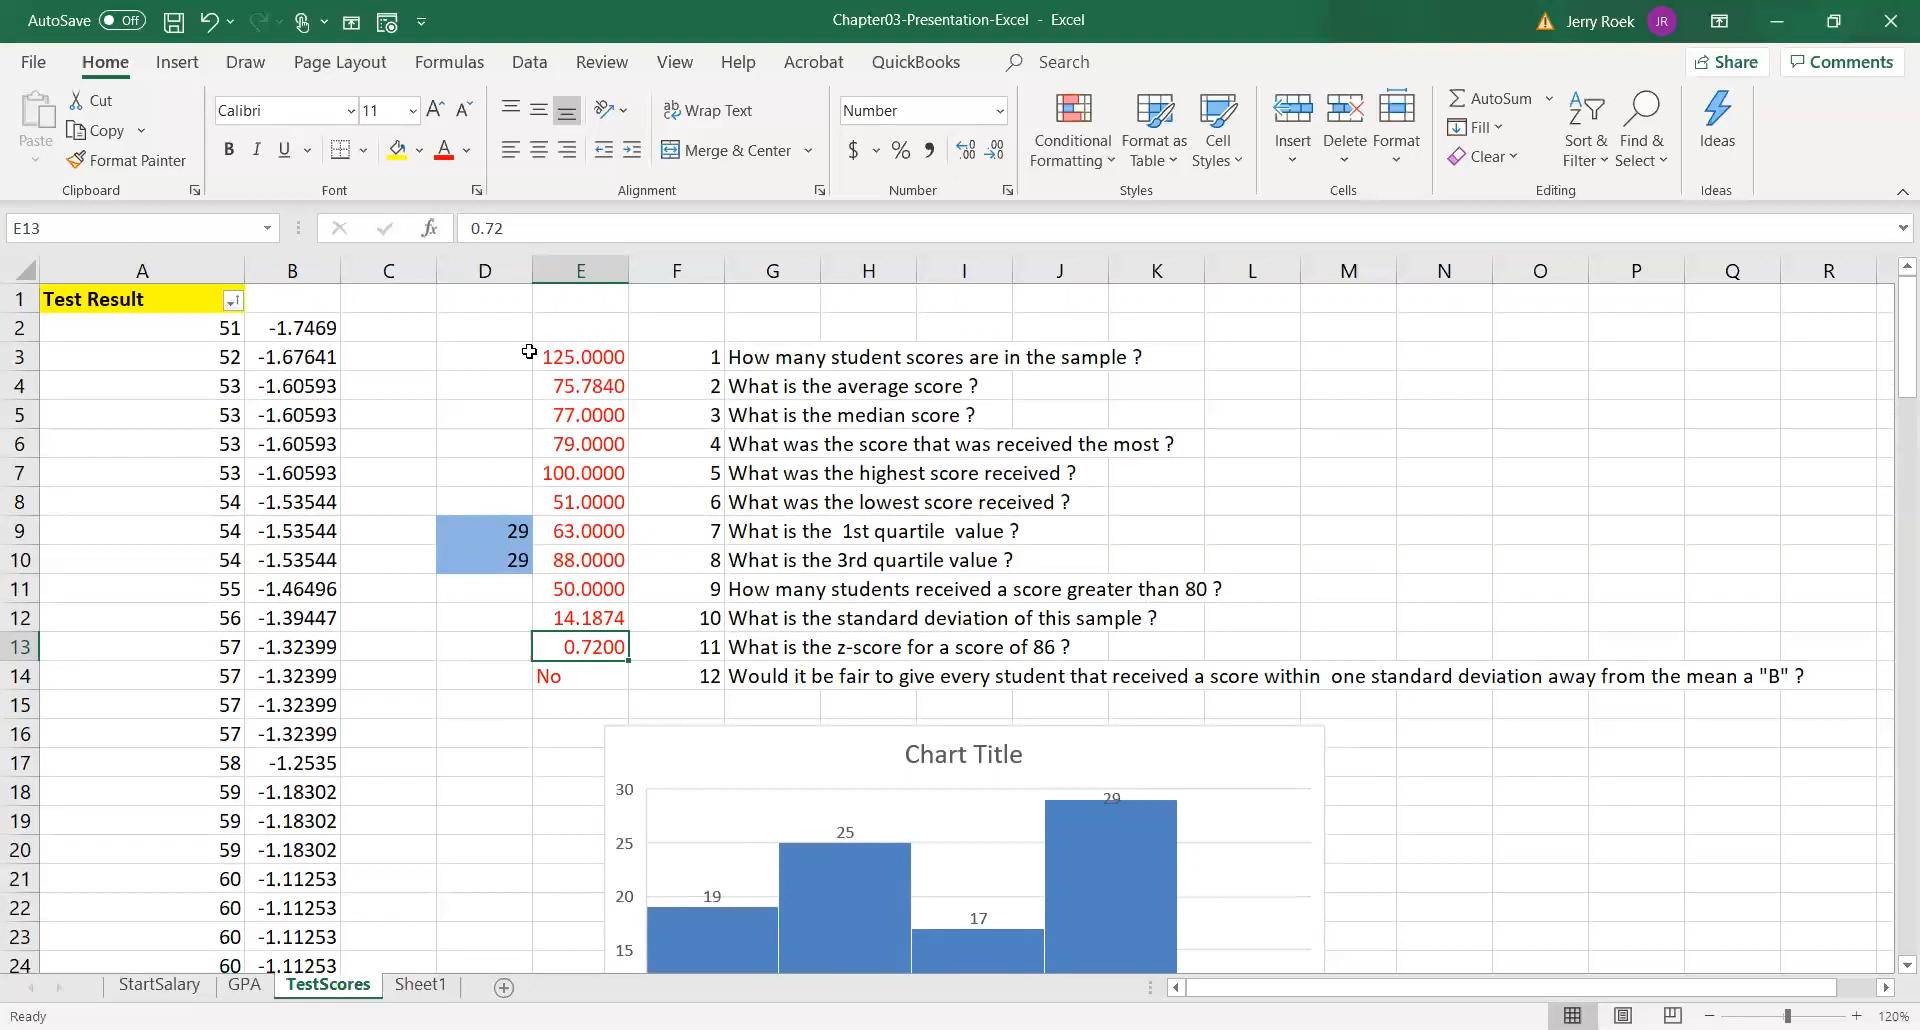 AutoSave Off
Chapter03-Presentation-Excel - Excel
Jerry Roek JR
File Home Insert Draw Page Layout Formulas Data Review View Help Acrobat QuickBooks Search Share Comments
Paste
Cut
Copy
Format Painter
Clipboard
Calibri 11
B I U
Font
Wrap Text
Merge & Center
Alignment
Number
$ % 9
Number
Conditional Formatting
Format as Table
Cell Styles
Styles
Insert Delete Format
Cells
AutoSum
Fill
Clear
Sort & Filter
Find & Select
Editing
Ideas
Ideas
E13 fx 0.72
A B C D E F G H I J K L M N O P Q R
1 Test Result
2 51 -1.7469
3 52 -1.67641 125.0000 1 How many student scores are in the sample ?
4 53 -1.60593 75.7840 2 What is the average score ?
5 53 -1.60593 77.0000 3 What is the median score ?
6 53 -1.60593 79.0000 4 What was the score that was received the most ?
7 53 -1.60593 100.0000 5 What was the highest score received ?
8 54 -1.53544 51.0000 6 What was the lowest score received ?
9 54 -1.53544 29 63.0000 7 What is the 1st quartile value ?
10 54 -1.53544 29 88.0000 8 What is the 3rd quartile value ?
11 55 -1.46496 50.0000 9 How many students received a score greater than 80 ?
12 56 -1.39447 14.1874 10 What is the standard deviation of this sample ?
13 57 -1.32399 0.7200 11 What is the z-score for a score of 86 ?
14 57 -1.32399 No 12 Would it be fair to give every student that received a score within one standard deviation away from the mean a "B" ?
15 57 -1.32399
16 57 -1.32399
17 58 -1.2535
18 59 -1.18302
19 59 -1.18302
20 59 -1.18302
21 60 -1.11253
22 60 -1.11253
23 60 -1.11253
24 60 -1.11253
Chart Title
30
29
25 25
20 19
17
15
StartSalary GPA TestScores Sheet1
Ready
120%